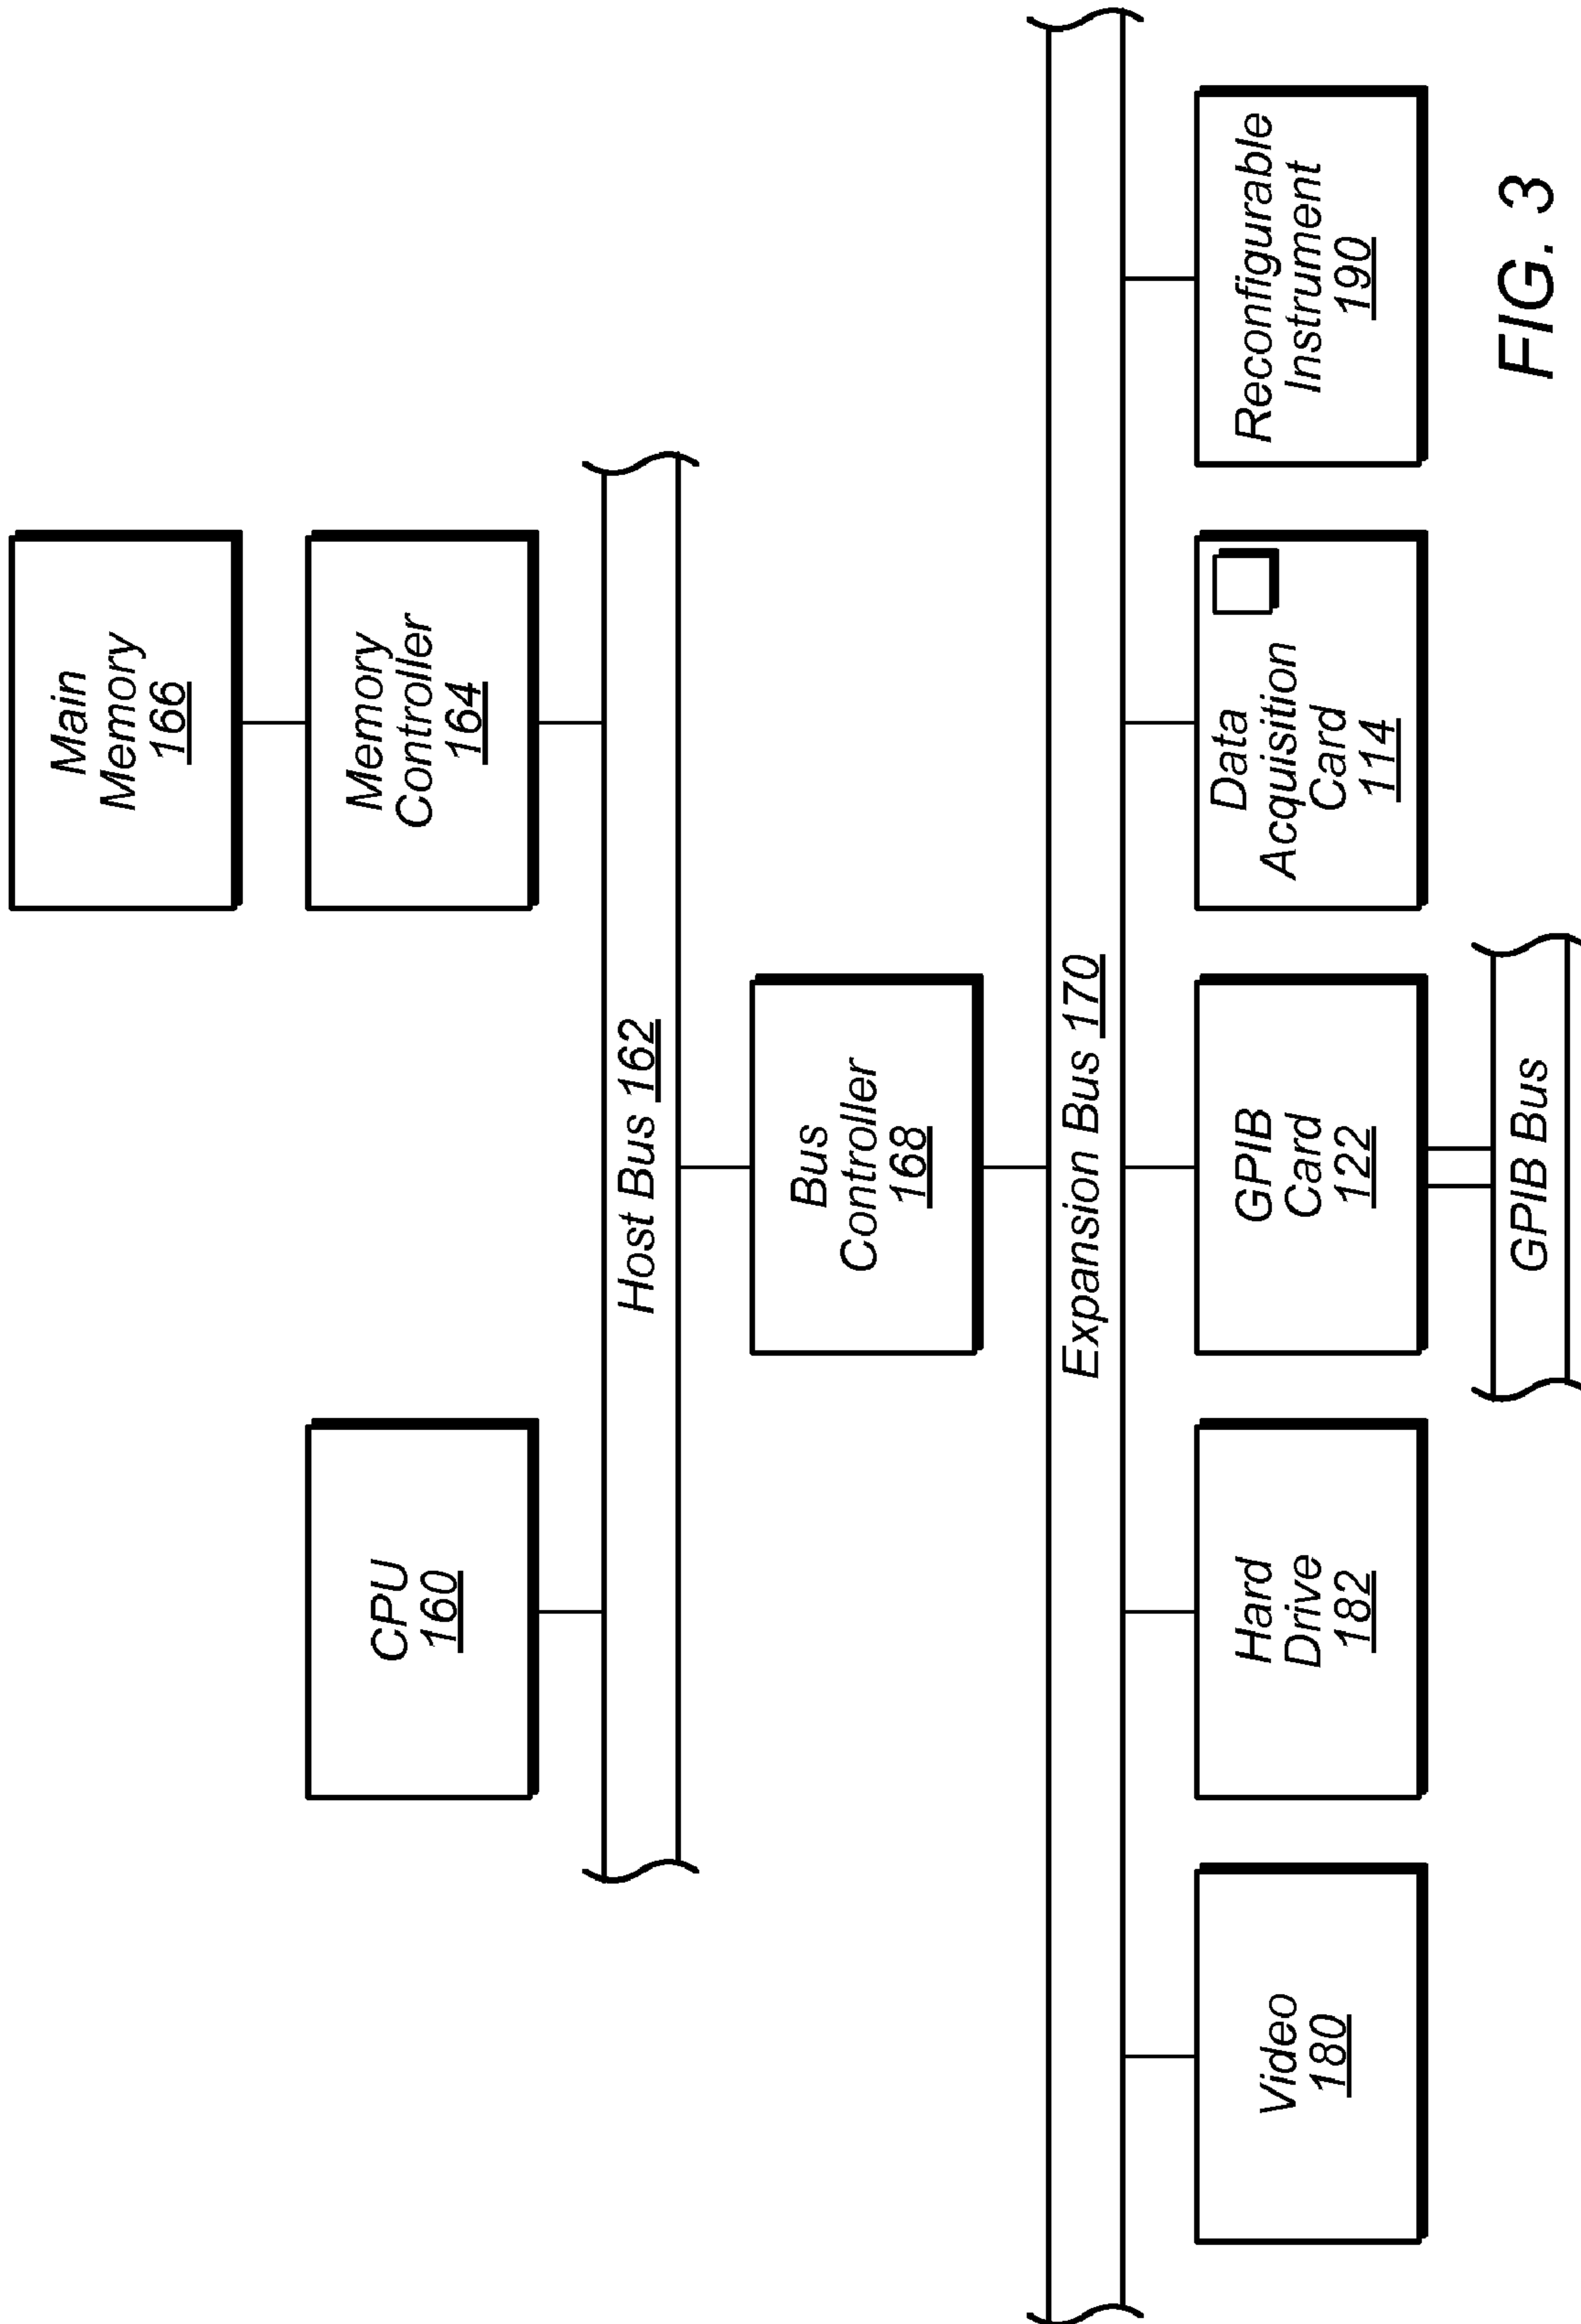 Main
Memory
166
CPU
160
Memory
Controller
164
Host Bus 162
Bus
Controller
168
Expansion Bus 170
Video
180
Hard
Drive
182
GPIB
Card
122
Data
Acquisition
Card
114
Reconfigurable
Instrument
190
GPIB Bus
FIG. 3